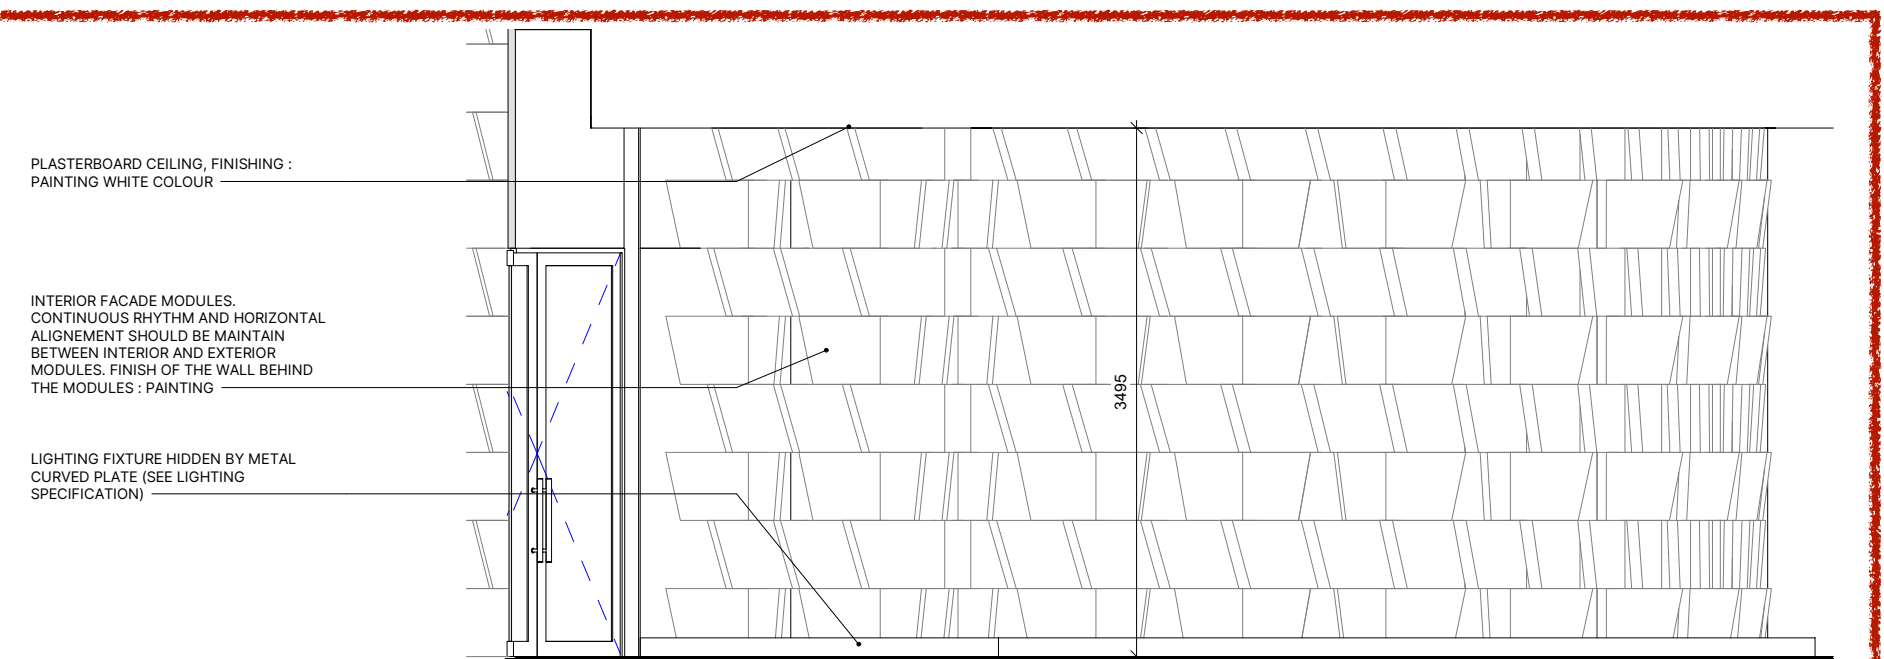 PLASTERBOARD CEILING, FINISHING :
PAINTING WHITE COLOUR
INTERIOR FACADE MODULES.
CONTINUOUS RHYTHM AND HORIZONTAL
ALIGNEMENT SHOULD BE MAINTAIN
BETWEEN INTERIOR AND EXTERIOR
MODULES. FINISH OF THE WALL BEHIND
THE MODULES : PAINTING
3495
LIGHTING FIXTURE HIDDEN BY METAL
CURVED PLATE (SEE LIGHTING
SPECIFICATION)